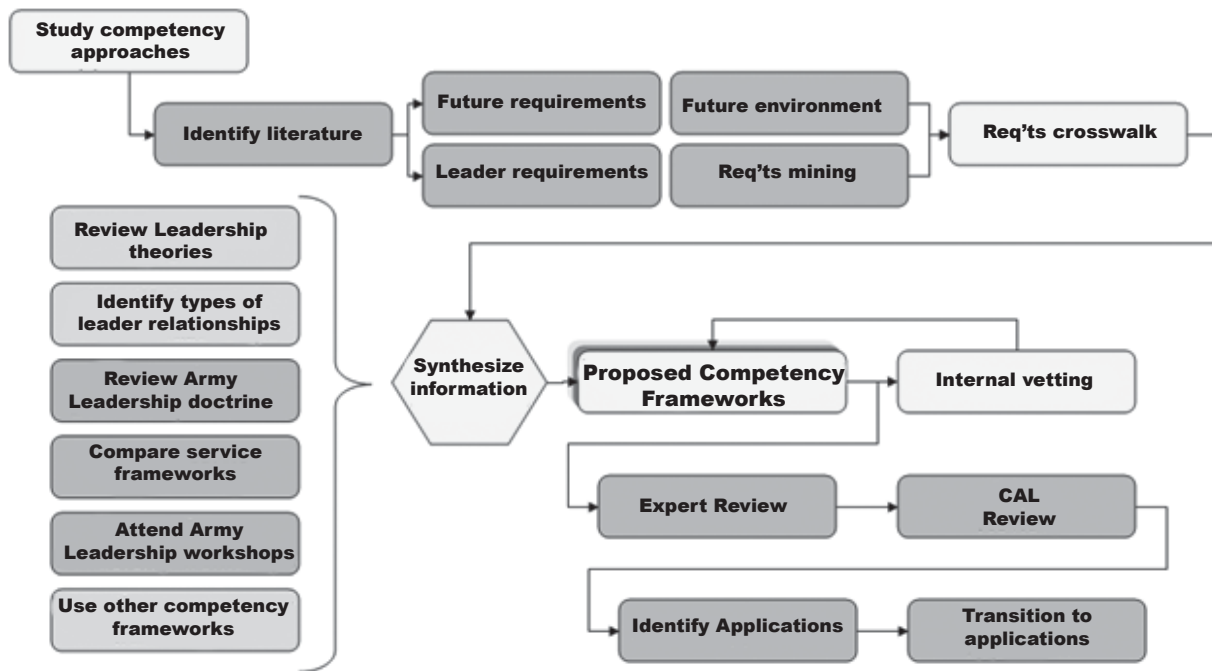 Study competency
approaches
Identify literature
Future requirements
Future environment
Leader requirements
Req'ts mining
Req’ts crosswalk
Review Leadership
theories
Identify types of
leader relationships
Review Army
Leadership doctrine
Compare service
frameworks
Attend Army
Leadership workshops
Use other competency
frameworks
Synthesize
information
Proposed Competency
Frameworks
Internal vetting
Expert Review
CAL
Review
Identify Applications
Transition to
applications